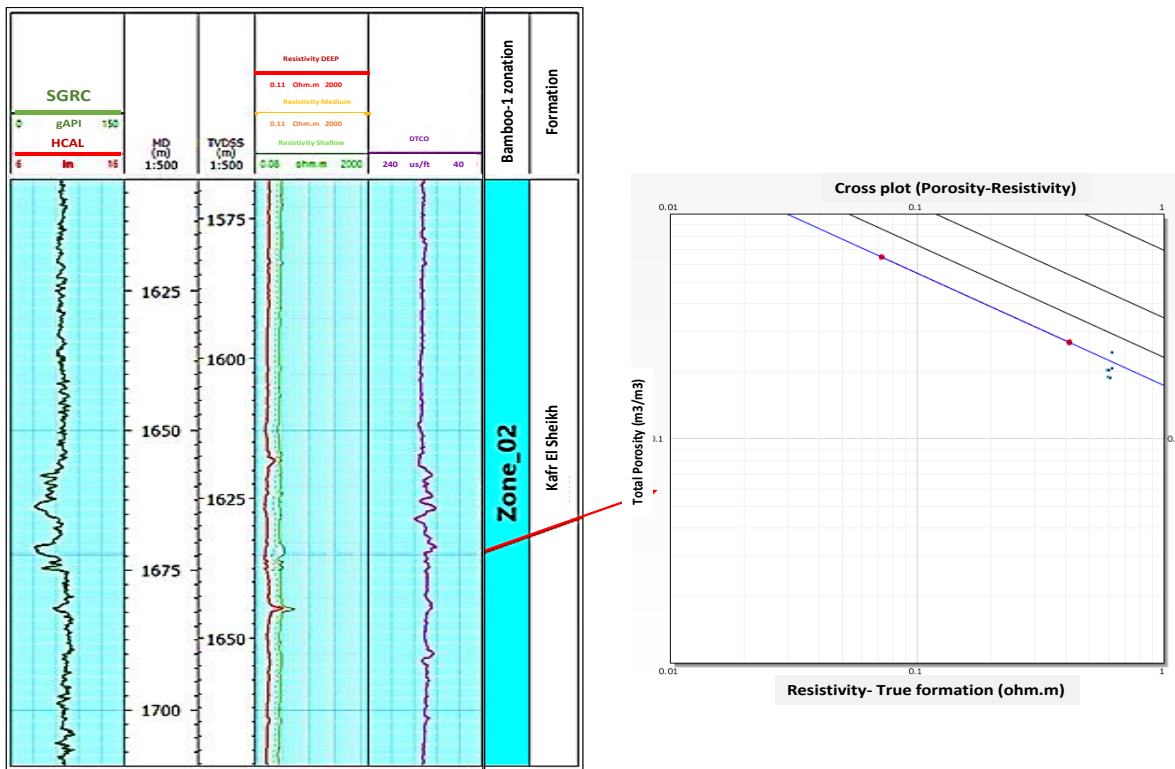 SGRC
0 gAPI 150
HCAL
6 in 16
MD
(m)
1:500
TVDSS
(m)
1:500
Resistivity DEEP
0.11 Ohm.m 2000
Resistivity Medium
0.11 Ohm.m 2000
Resistivity Shallow
0.08 ohm.m 2000
DTCO
240 us/ft 40
Bamboo-1 zonation
Formation
1625
1650
1675
1700
1575
1600
1625
1650
Zone_02
Kafr El Sheikh
Cross plot (Porosity-Resistivity)
0.01 0.1 1
Total Porosity (m3/m3)
0.01 0.1 1
Resistivity- True formation (ohm.m)